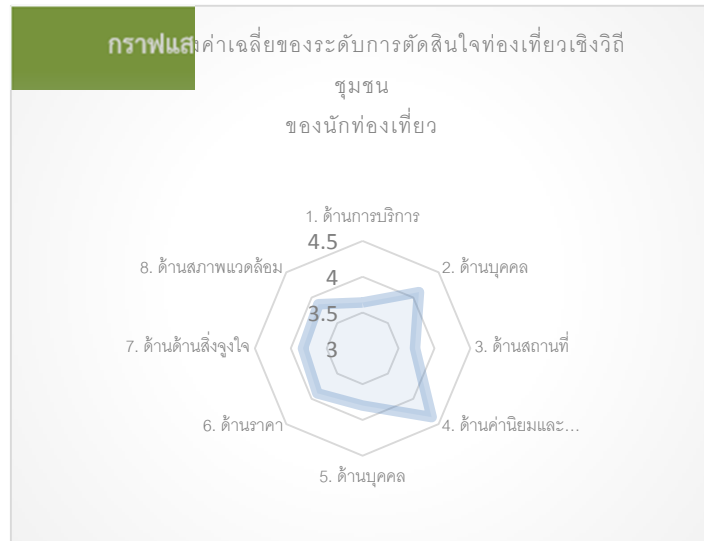 กราฟแสงค่าเฉลี่ยของระดับการตัดสินใจท่องเที่ยวเชิงวิถี
ชุมชน
ของนักท่องเที่ยว
1. ด้านการบริการ
4.5
8. ด้านสภาพแวดล้อม
2. ด้านบุคคล
4
3.5
7. ด้านด้านสิ่งจูงใจ
3
3. ด้านสถานที่
6. ด้านราคา
4. ด้านค่านิยมและ...
5. ด้านบุคคล